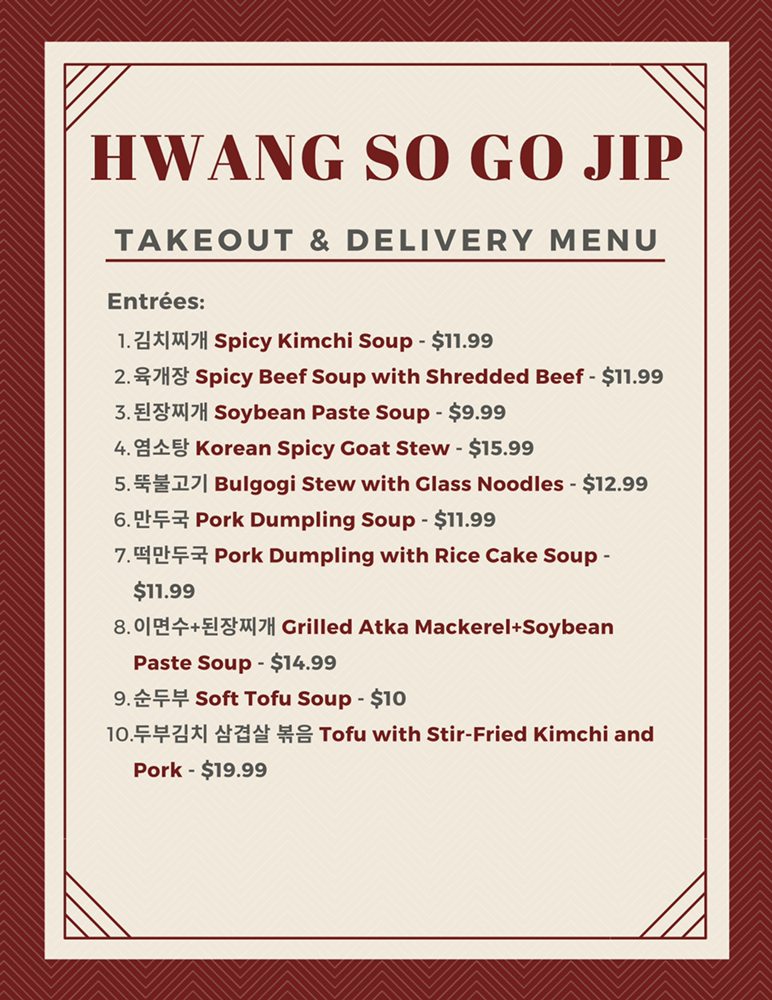 HWANG SO GO JIP
TAKEOUT & DELIVERY MENU
Entrées:
1. 김치찌개 Spicy Kimchi Soup - $11.99
2. 육개장 Spicy Beef Soup with Shredded Beef - $11.99
3. 된장찌개 Soybean Paste Soup - $9.99
4. 염소탕 Korean Spicy Goat Stew - $15.99
5. 뚝불고기 Bulgogi Stew with Glass Noodles - $12.99
6. 만두국 Pork Dumpling Soup - $11.99
7. 떡만두국 Pork Dumpling with Rice Cake Soup -
$11.99
8. 이면수+된장찌개 Grilled Atka Mackerel+Soybean
Paste Soup - $14.99
9. 순두부 Soft Tofu Soup - $10
10. 두부김치 삼겹살 볶음 Tofu with Stir-Fried Kimchi and
Pork - $19.99